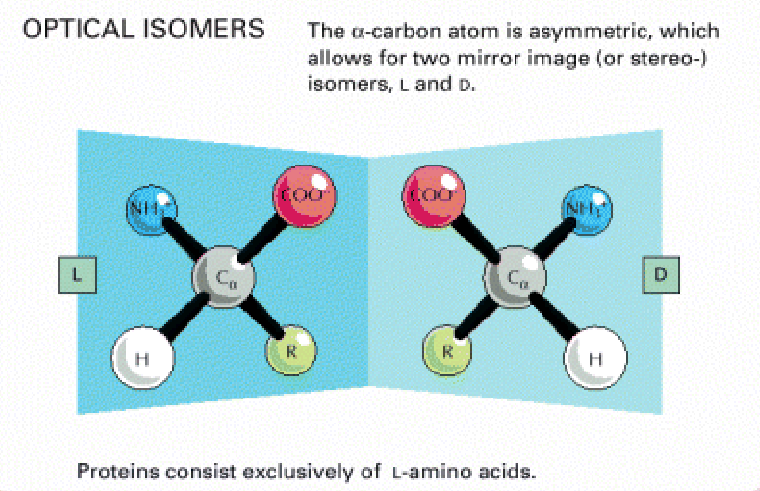 OPTICAL ISOMERS
The α-carbon atom is asymmetric, which
allows for two mirror image (or stereo-)
isomers, L and D.
NH₃⁺
COO⁻
COO⁻
NH₃⁺
L
Cα
Cα
D
H
R
R
H
Proteins consist exclusively of L-amino acids.